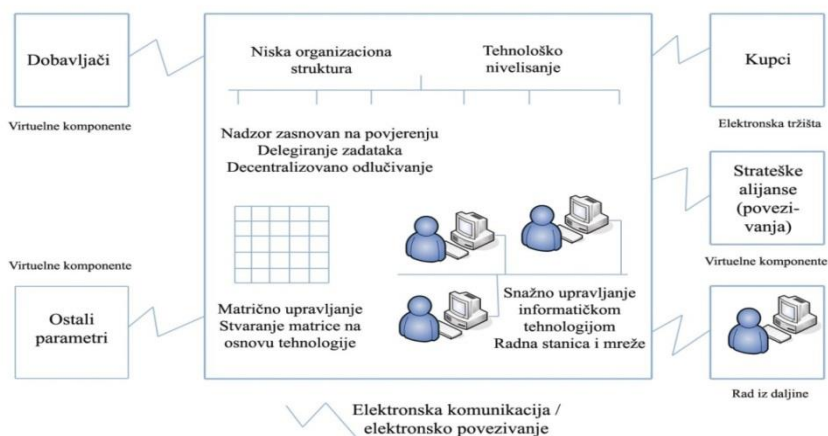 Dobavljači
Virtuelne komponente
Niska organizaciona
struktura
Tehnološko
nivelisanje
Kupci
Elektronska tržišta
Nadzor zasnovan na povjerenju
Delegiranje zadataka
Decentralizovano odlučivanje
Strateške
alijanse
(povezi-
vanja)
Virtuelne komponente
Virtuelne komponente
Ostali
parametri
Matrično upravljanje
Stvaranje matrice na
osnovu tehnologije
Snažno upravljanje
informatičkom
tehnologijom
Radna stanica i mreže
Rad iz daljine
Elektronska komunikacija /
elektronsko povezivanje